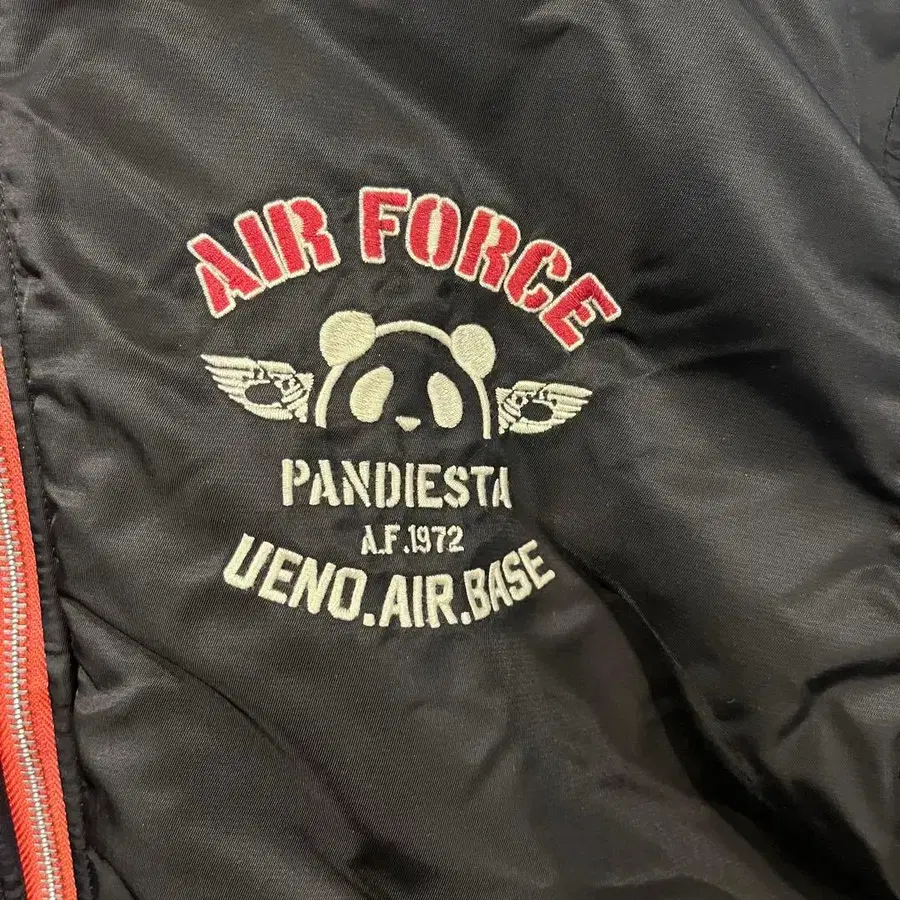 AIR FORCE
PANDIESTA
A.F.1972
UENO.AIR.BASE